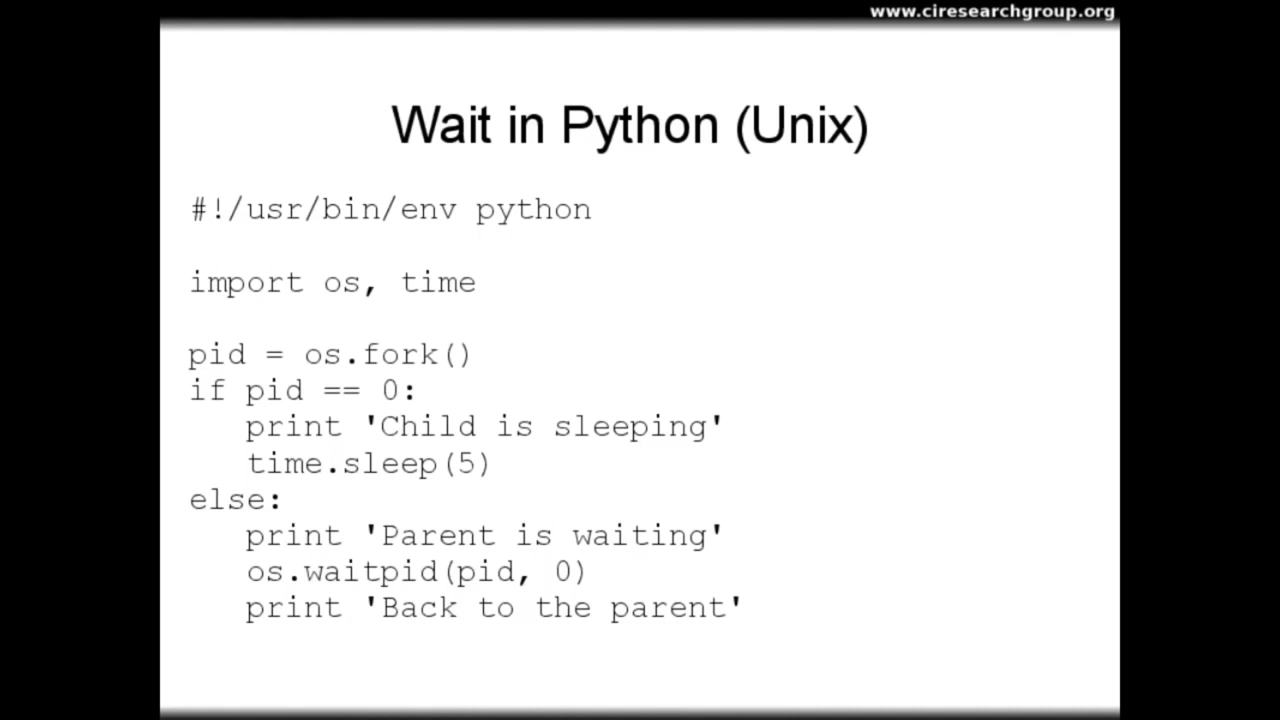 www.ciresearchgroup.org
Wait in Python (Unix)
#!/usr/bin/env python
import os, time
pid = os.fork()
if pid == 0:
   print 'Child is sleeping'
   time.sleep(5)
else:
   print 'Parent is waiting'
   os.waitpid(pid, 0)
   print 'Back to the parent'